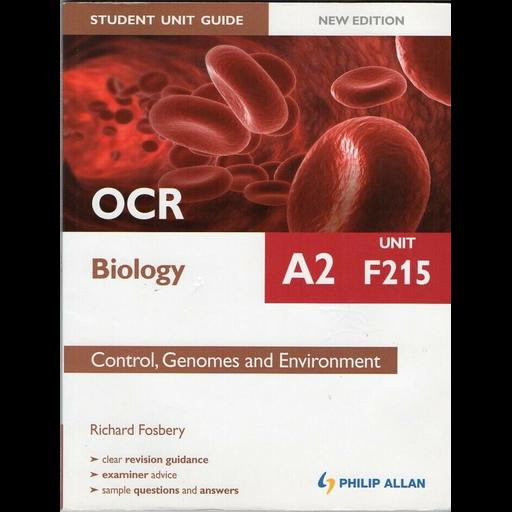 STUDENT UNIT GUIDE
NEW EDITION
OCR
UNIT
Biology
A2 F215
Control, Genomes and Environment
Richard Fosbery
➤ clear revision guidance
➤ examiner advice
➤ sample questions and answers
PHILIP ALLAN